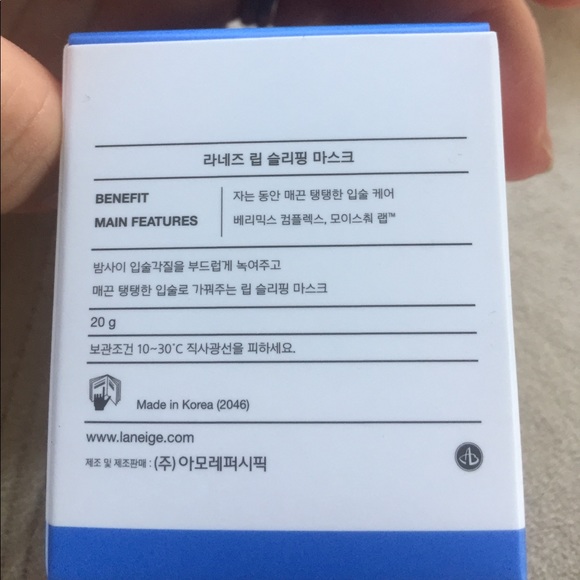 라네즈 립 슬리핑 마스크
BENEFIT 자는 동안 매끈 탱탱한 입술 케어
MAIN FEATURES 베리믹스 컴플렉스, 모이스춰 랩™
밤사이 입술각질을 부드럽게 녹여주고
매끈 탱탱한 입술로 가꿔주는 립 슬리핑 마스크
20 g
보관조건 10~30°C 직사광선을 피하세요.
Made in Korea (2046)
www.laneige.com
제조 및 제조판매 : (주)아모레퍼시픽